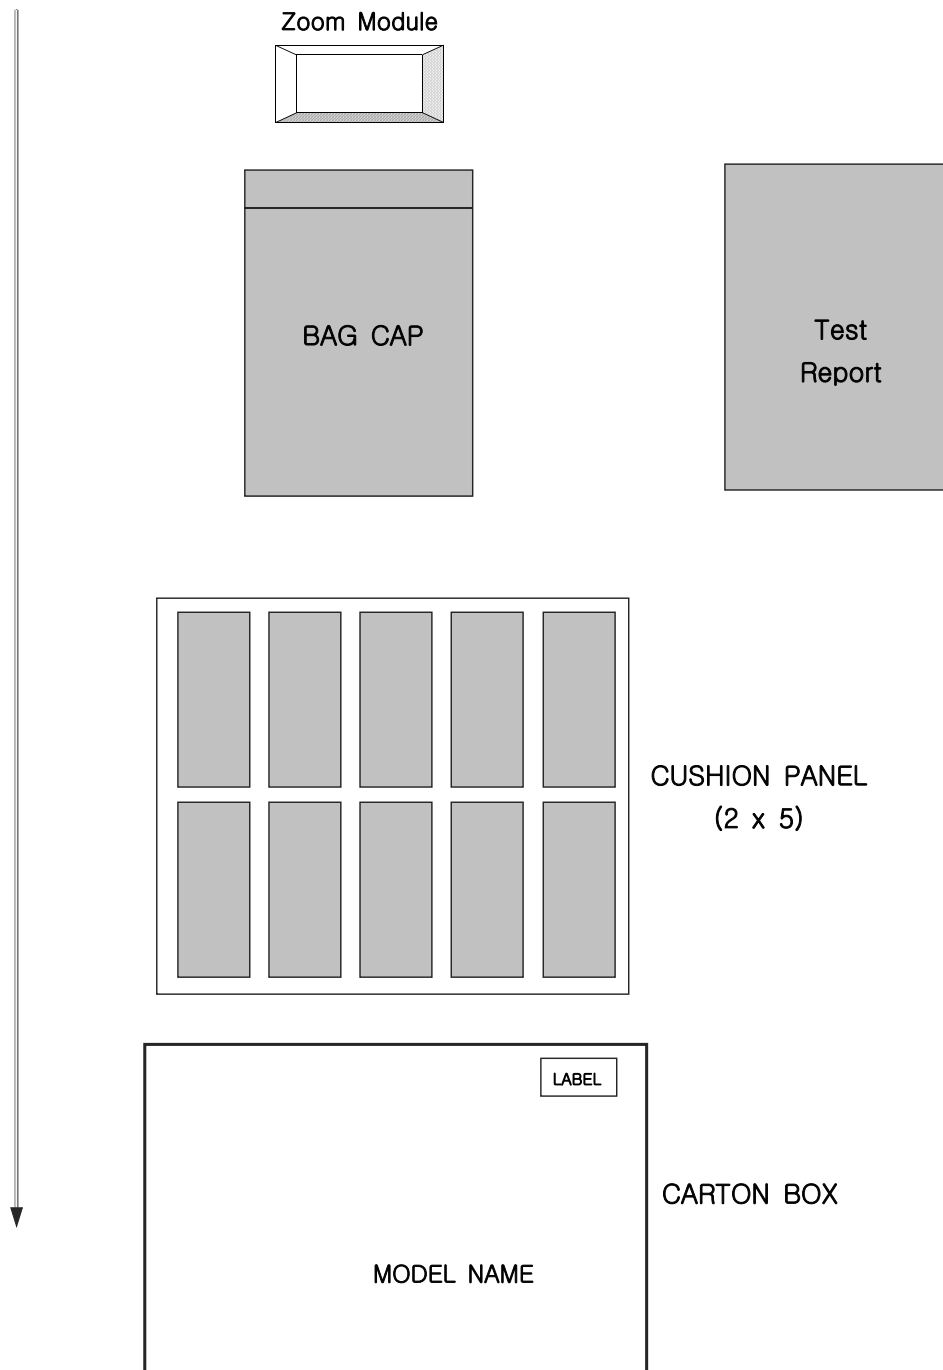 Zoom Module
BAG CAP
Test
Report
CUSHION PANEL
(2 x 5)
LABEL
CARTON BOX
MODEL NAME